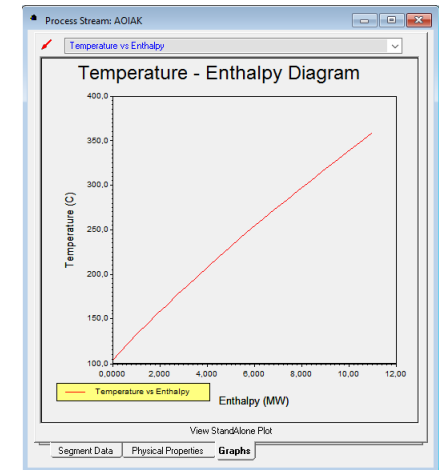 Process Stream: AOIAK
Temperature vs Enthalpy
Temperature - Enthalpy Diagram
400,0
350,0
300,0
250,0
200,0
150,0
100,0
Temperature (C)
0,0000 2,000 4,000 6,000 8,000 10,00 12,00
Temperature vs Enthalpy
Enthalpy (MW)
View StandAlone Plot
Segment Data Physical Properties Graphs